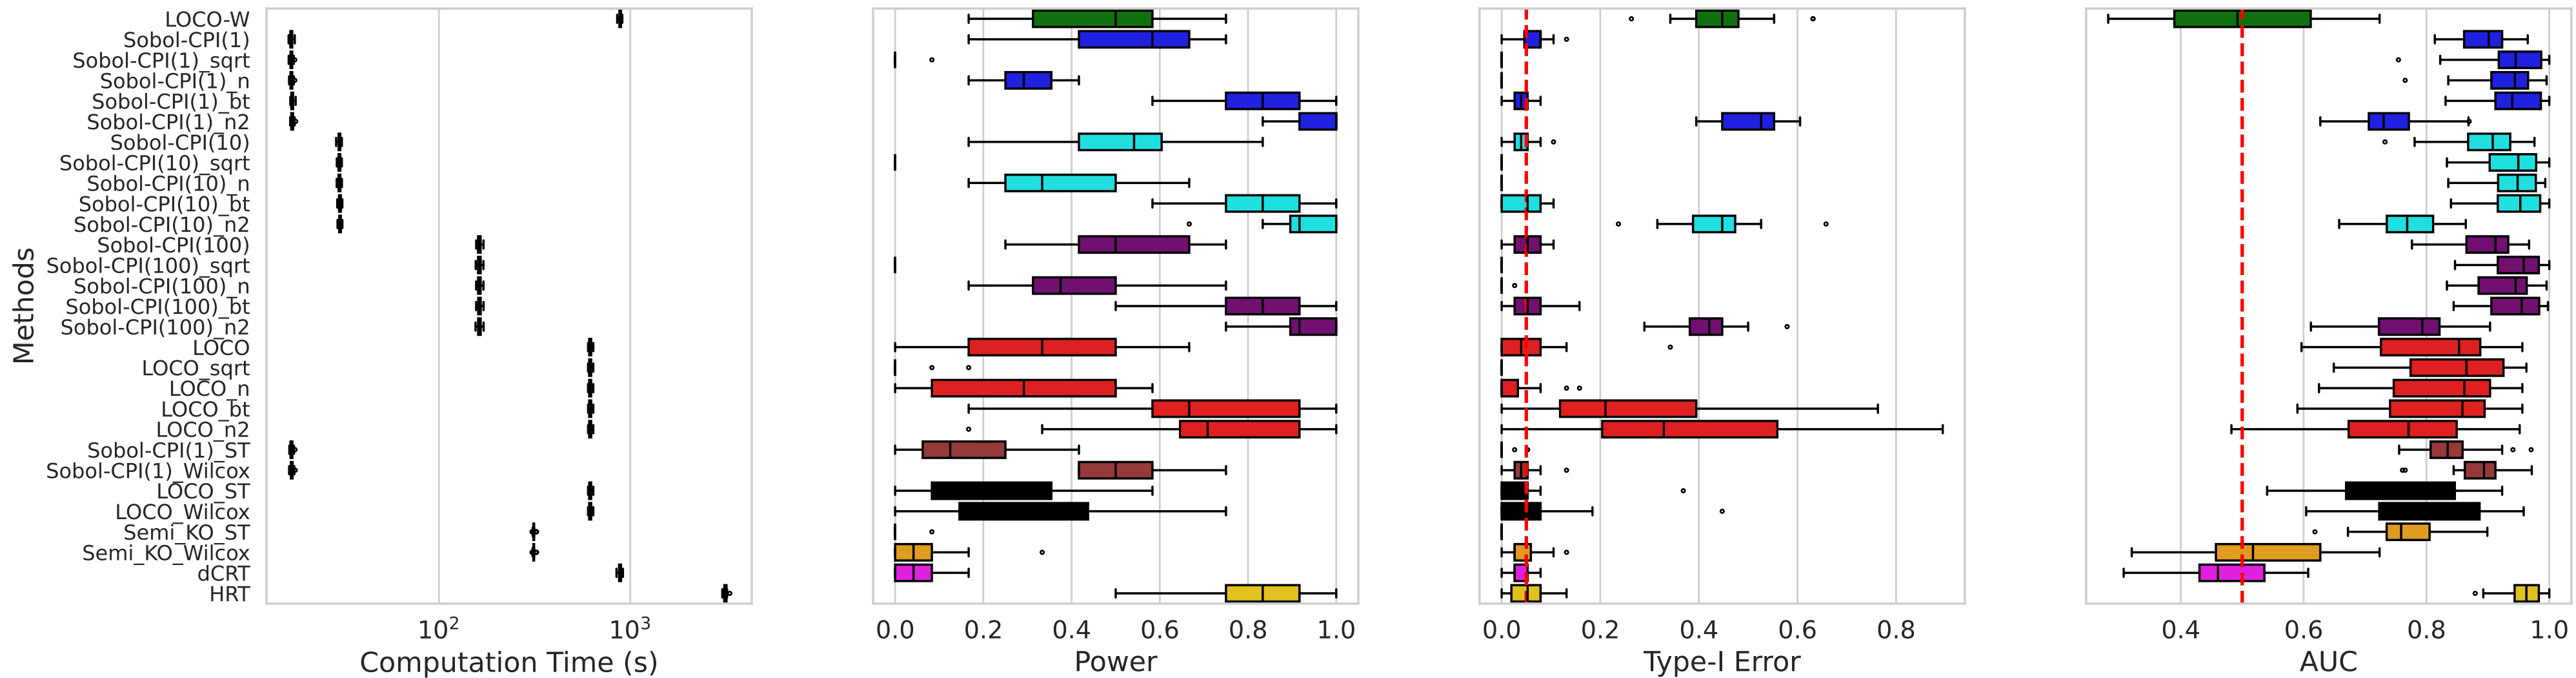 Methods
LOCO-W
Sobol-CPI(1)
Sobol-CPI(1)_sqrt
Sobol-CPI(1)_n
Sobol-CPI(1)_bt
Sobol-CPI(1)_n2
Sobol-CPI(10)
Sobol-CPI(10)_sqrt
Sobol-CPI(10)_n
Sobol-CPI(10)_bt
Sobol-CPI(10)_n2
Sobol-CPI(100)
Sobol-CPI(100)_sqrt
Sobol-CPI(100)_n
Sobol-CPI(100)_bt
Sobol-CPI(100)_n2
LOCO
LOCO_sqrt
LOCO_n
LOCO_bt
LOCO_n2
Sobol-CPI(1)_ST
Sobol-CPI(1)_Wilcox
LOCO_ST
LOCO_Wilcox
Semi_KO_ST
Semi_KO_Wilcox
dCRT
HRT
10² 10³
Computation Time (s)
0.0 0.2 0.4 0.6 0.8 1.0
Power
0.0 0.2 0.4 0.6 0.8
Type-I Error
0.4 0.6 0.8 1.0
AUC